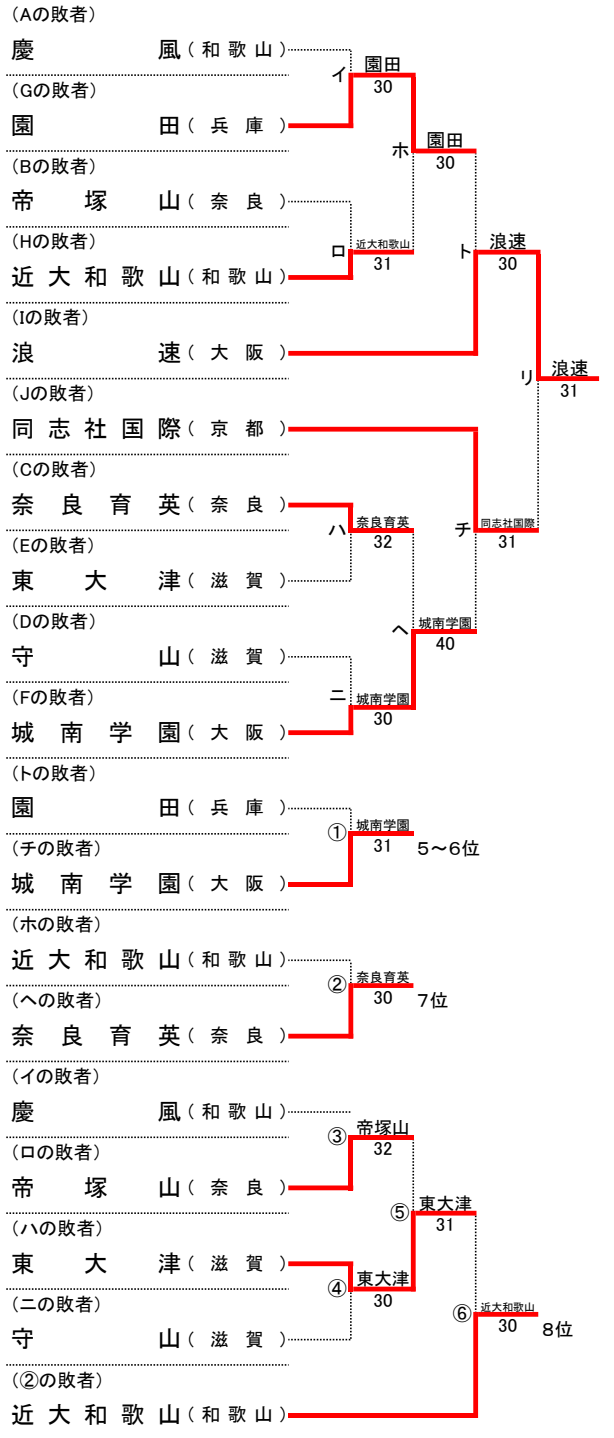 (Aの敗者)
慶風(和歌山)
イ 園田
30
(Gの敗者)
園田(兵庫)
ホ 園田
30
(Bの敗者)
帝塚山(奈良)
(Hの敗者)
ロ 近大和歌山
31
ト 浪速
30
近大和歌山(和歌山)
(Iの敗者)
浪速(大阪)
リ 浪速
31
(Jの敗者)
同志社国際(京都)
(Cの敗者)
奈良育英(奈良)
ハ 奈良育英
32
チ 同志社国際
31
(Eの敗者)
東大津(滋賀)
(Dの敗者)
ヘ 城南学園
40
守山(滋賀)
(Fの敗者)
ニ 城南学園
30
城南学園(大阪)
(トの敗者)
園田(兵庫)
① 城南学園
31 5~6位
(チの敗者)
城南学園(大阪)
(ホの敗者)
近大和歌山(和歌山)
② 奈良育英
30 7位
(ヘの敗者)
奈良育英(奈良)
(イの敗者)
慶風(和歌山)
③ 帝塚山
32
(ロの敗者)
帝塚山(奈良)
⑤ 東大津
31
(ハの敗者)
東大津(滋賀)
④ 東大津
30
(ニの敗者)
⑥ 近大和歌山
30 8位
守山(滋賀)
(②の敗者)
近大和歌山(和歌山)